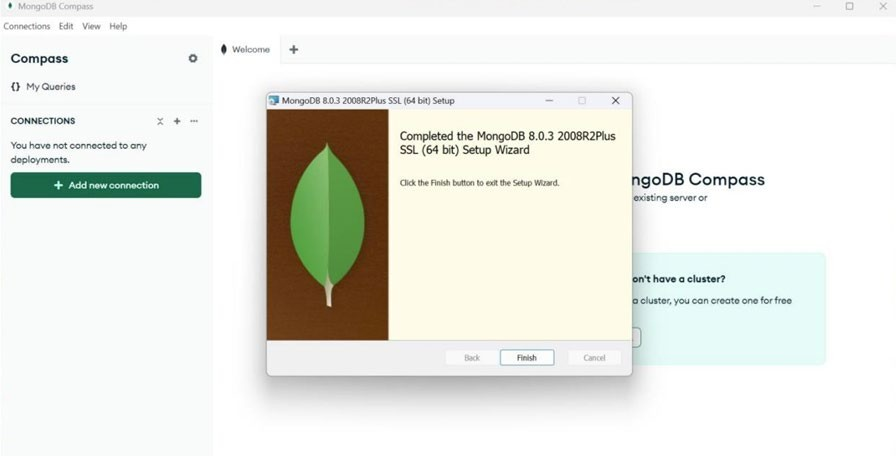 MongoDB Compass
Connections Edit View Help
Compass
{} My Queries
CONNECTIONS
You have not connected to any
deployments.
+ Add new connection
Welcome
MongoDB 8.0.3 2008R2Plus SSL (64 bit) Setup
Completed the MongoDB 8.0.3 2008R2Plus
SSL (64 bit) Setup Wizard
Click the Finish button to exit the Setup Wizard.
Back Finish Cancel
ngoDB Compass
existing server or
on't have a cluster?
a cluster, you can create one for free